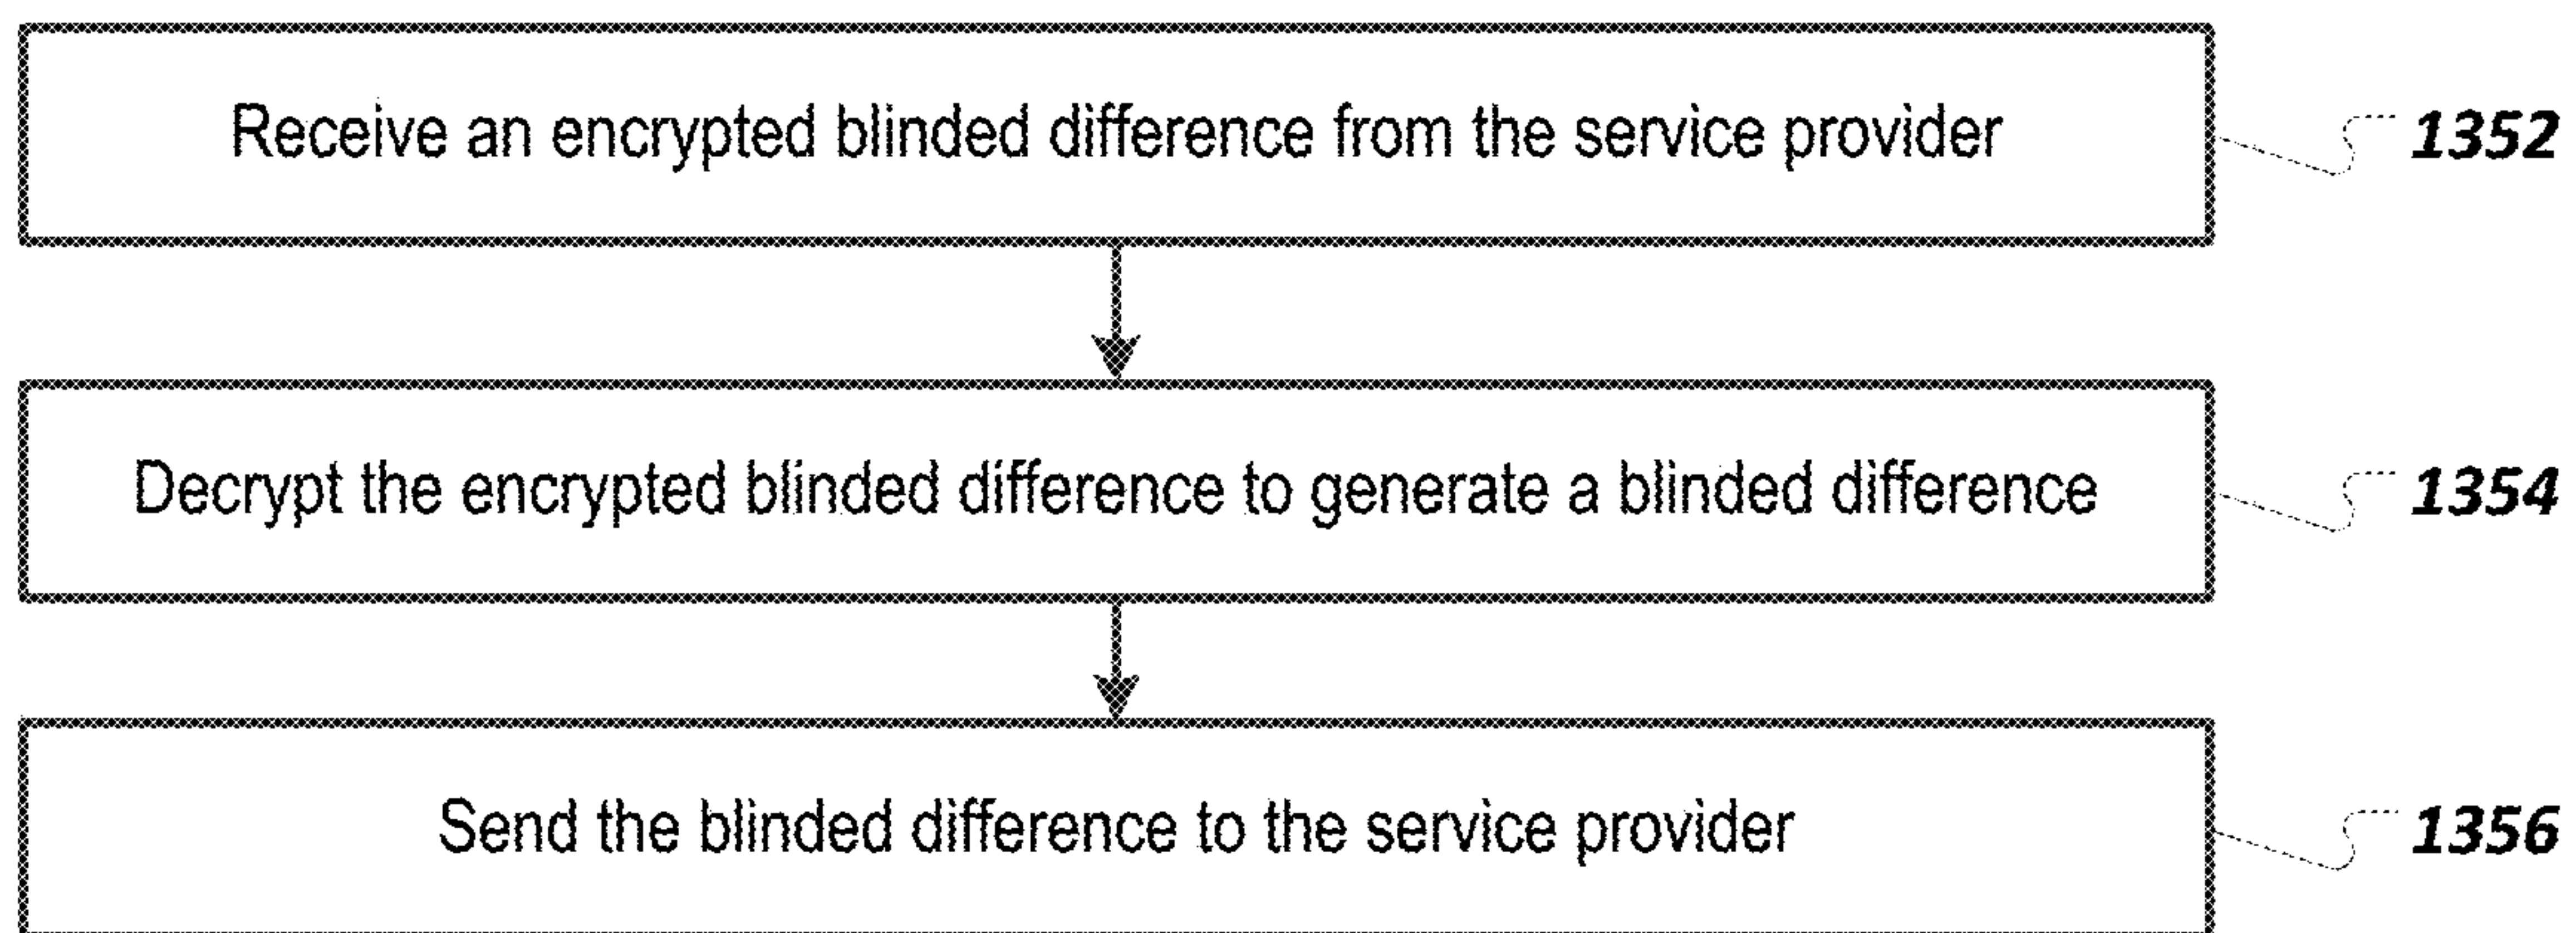 Receive an encrypted blinded difference from the service provider
1352
Decrypt the encrypted blinded difference to generate a blinded difference
1354
Send the blinded difference to the service provider
1356